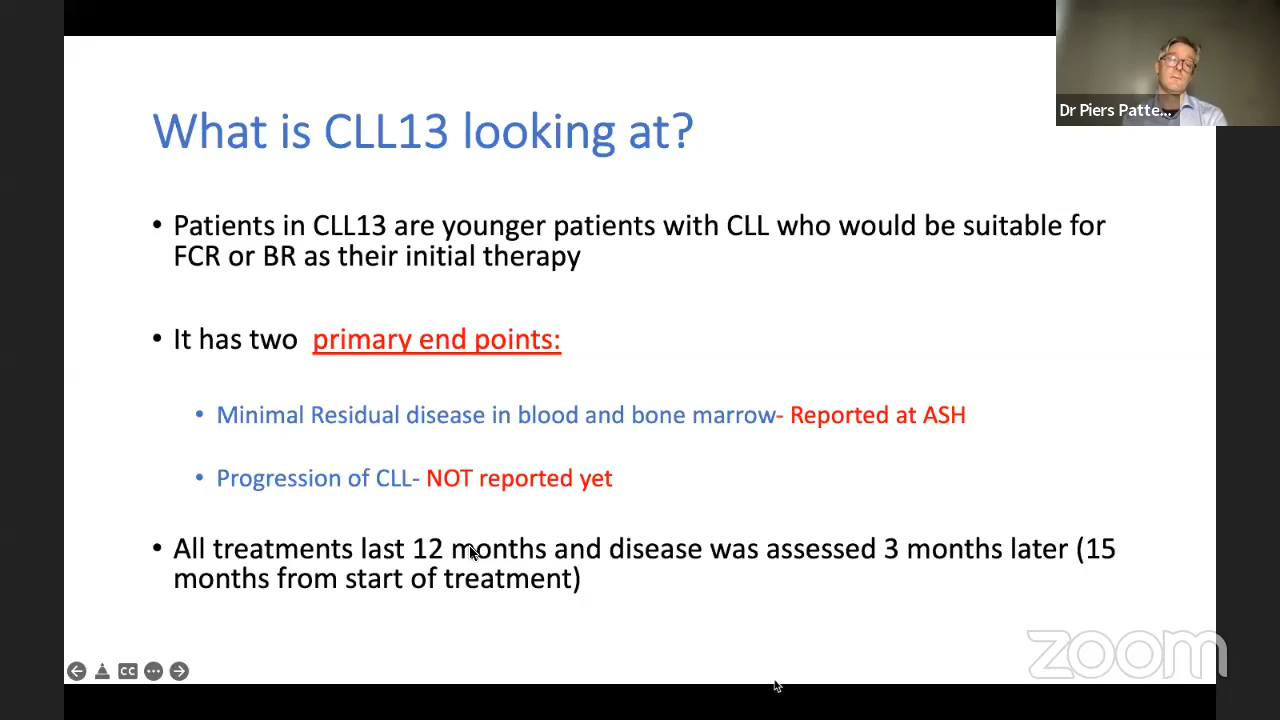 Dr Piers Patte...
What is CLL13 looking at?
• Patients in CLL13 are younger patients with CLL who would be suitable for
FCR or BR as their initial therapy
• It has two primary end points:
• Minimal Residual disease in blood and bone marrow- Reported at ASH
• Progression of CLL- NOT reported yet
• All treatments last 12 months and disease was assessed 3 months later (15
months from start of treatment)
CC
zoom